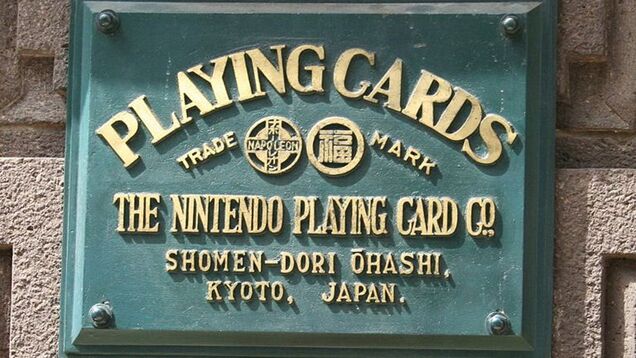 PLAYING CARDS
TRADE NAPOLEON 福 MARK
THE NINTENDO PLAYING CARD CO.,
SHOMEN-DORI ŌHASHI,
KYOTO, JAPAN.